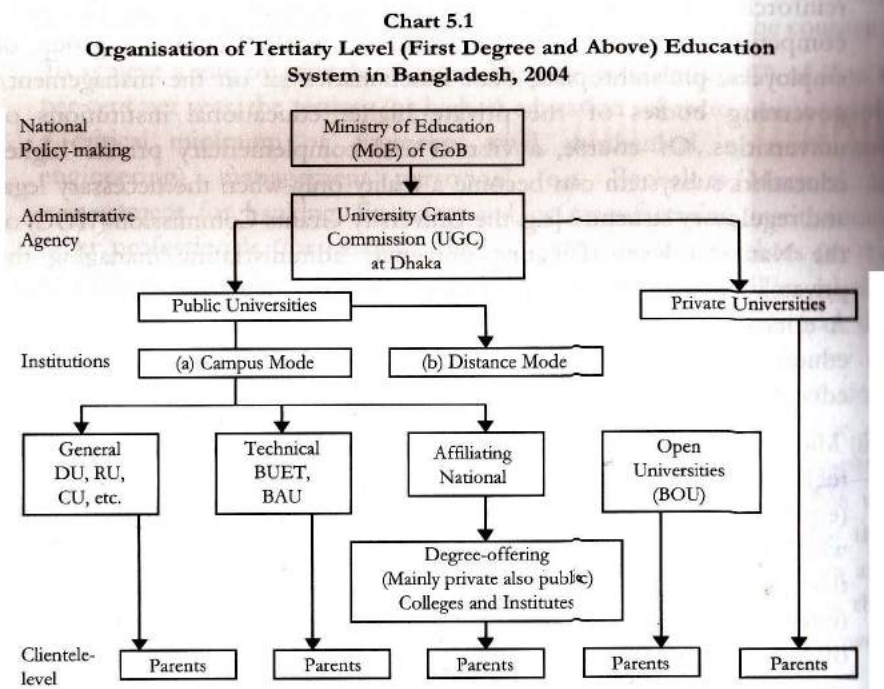 Chart 5.1
Organisation of Tertiary Level (First Degree and Above) Education
System in Bangladesh, 2004
National
Policy-making
Ministry of Education
(MoE) of GoB
Administrative
Agency
University Grants
Commission (UGC)
at Dhaka
Public Universities
Private Universities
Institutions
(a) Campus Mode
(b) Distance Mode
General
DU, RU,
CU, etc.
Technical
BUET,
BAU
Affiliating
National
Open
Universities
(BOU)
Degree-offering
(Mainly private also public)
Colleges and Institutes
Clientele-
level
Parents
Parents
Parents
Parents
Parents